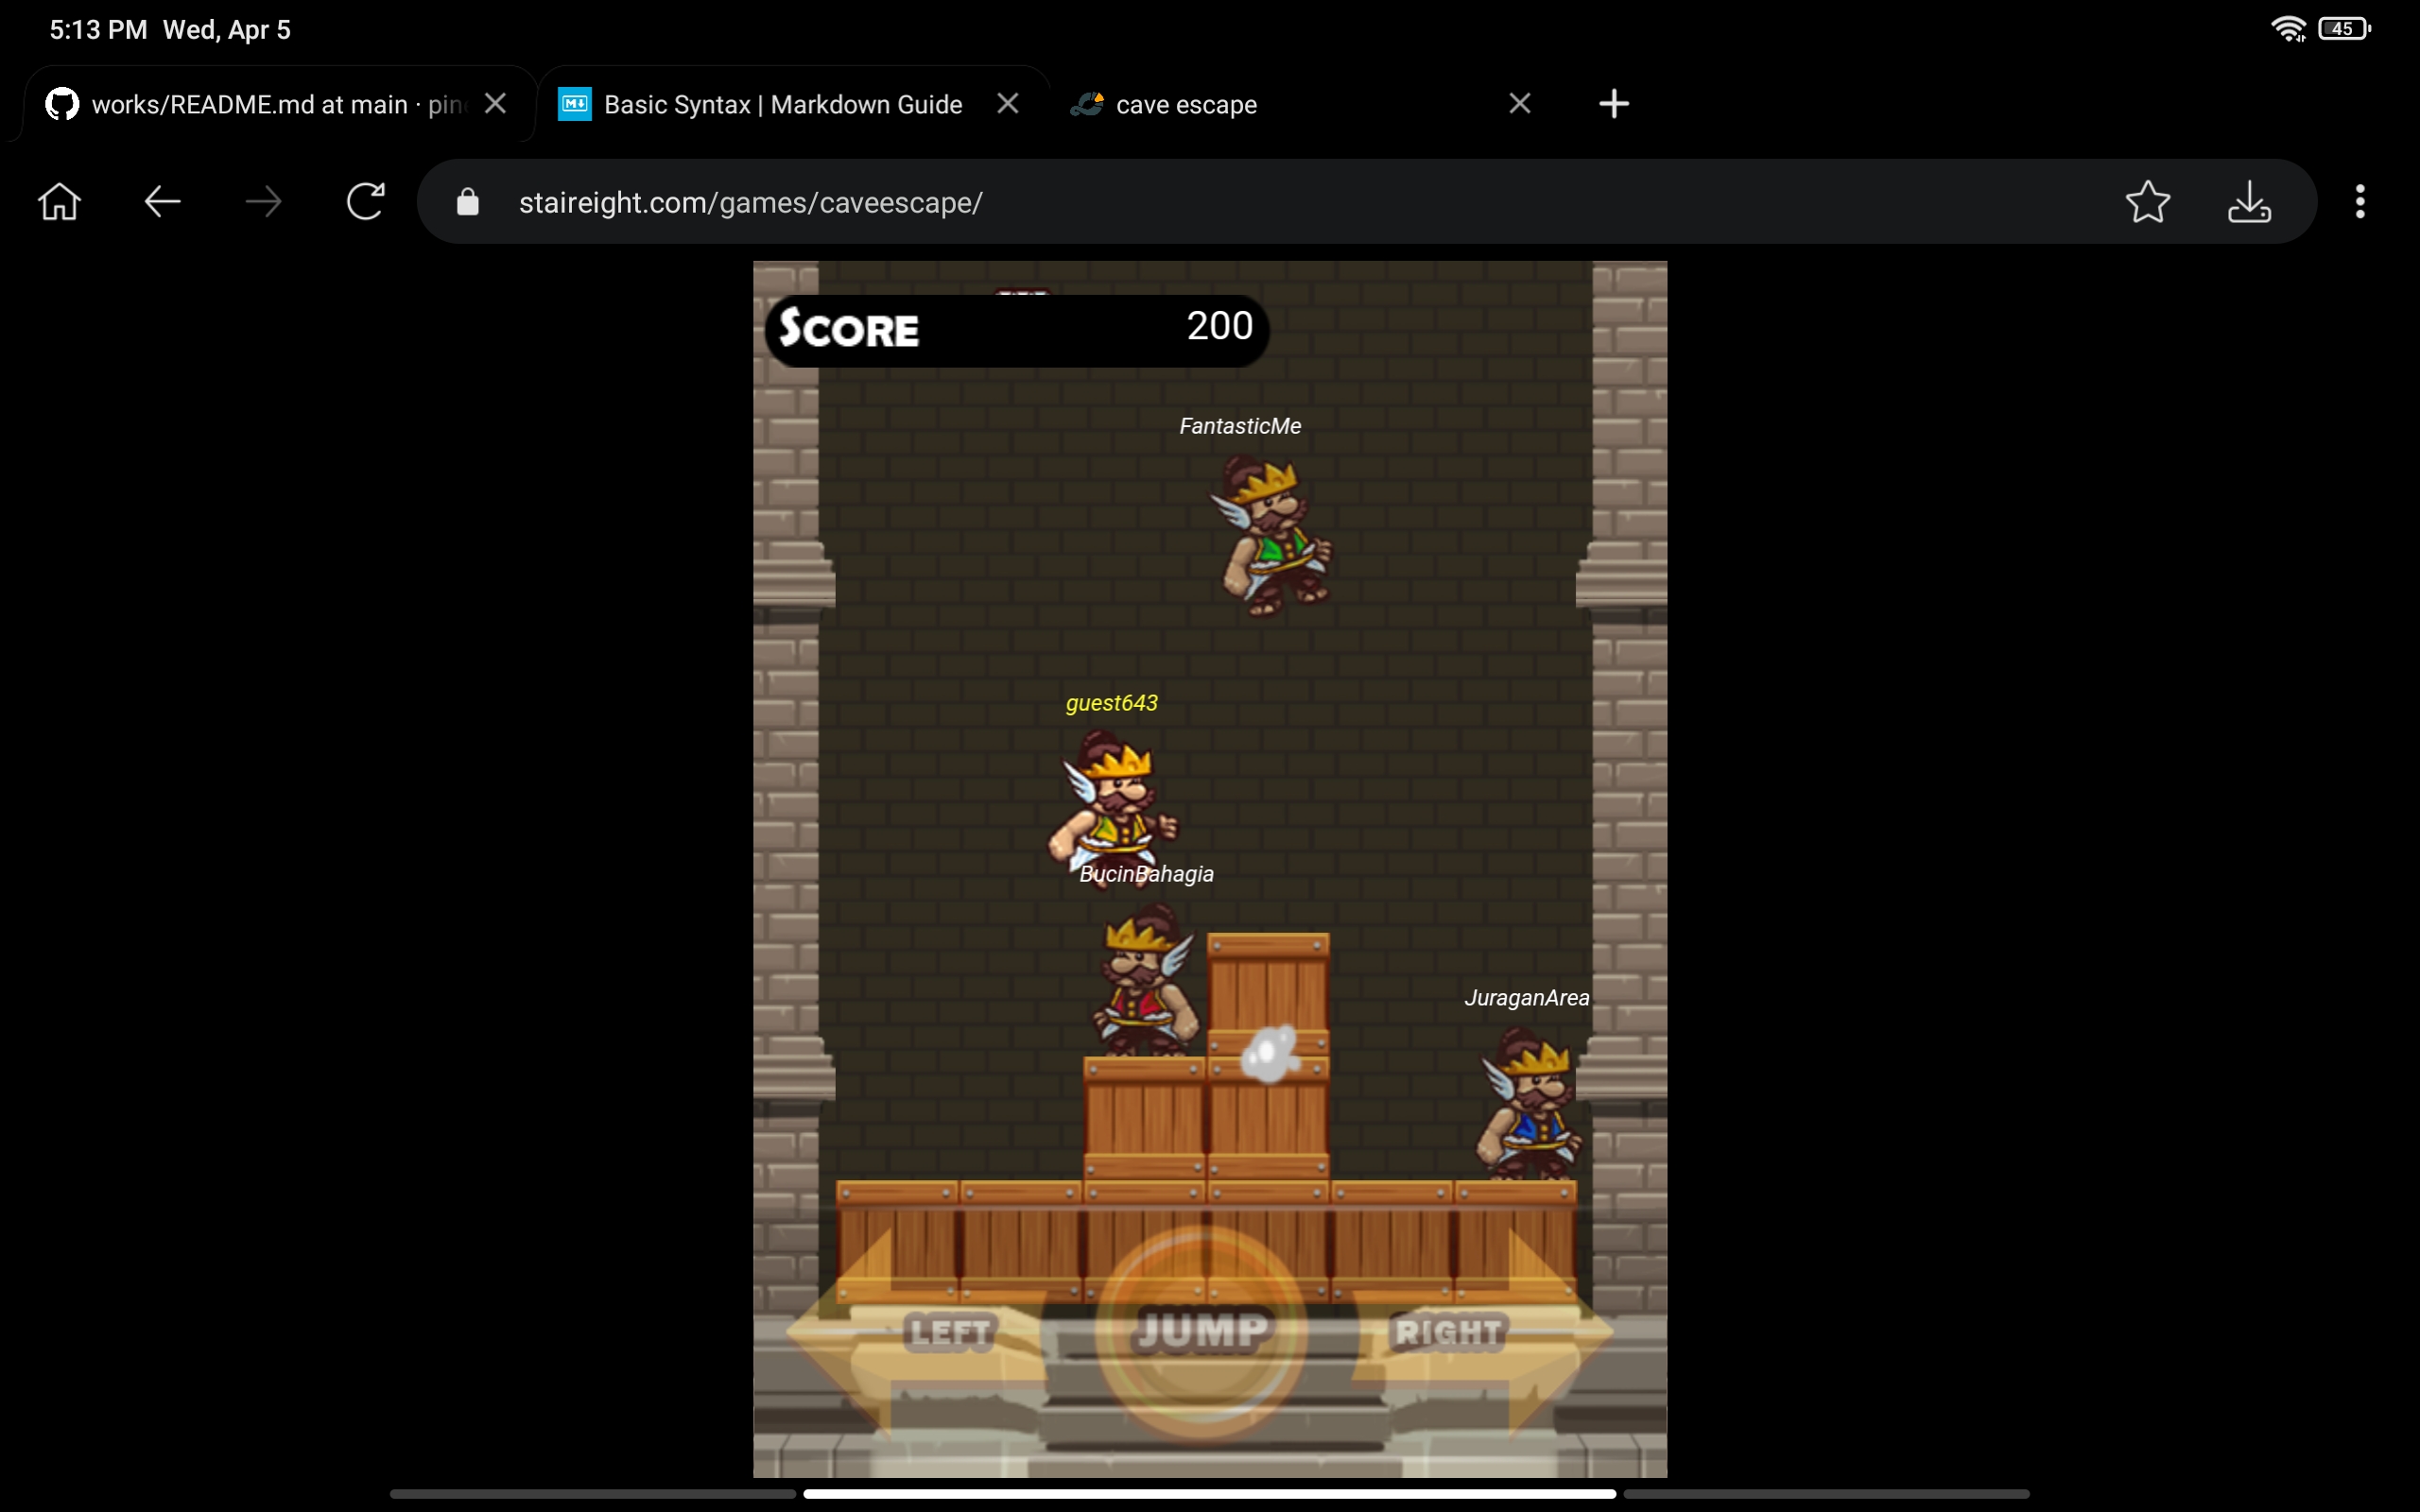 5:13 PM Wed, Apr 5
45
works/README.md at main · pin
Basic Syntax | Markdown Guide
cave escape
staireight.com/games/caveescape/
SCORE 200
FantasticMe
guest643
BucinBahagia
JuraganArea
LEFT JUMP RIGHT